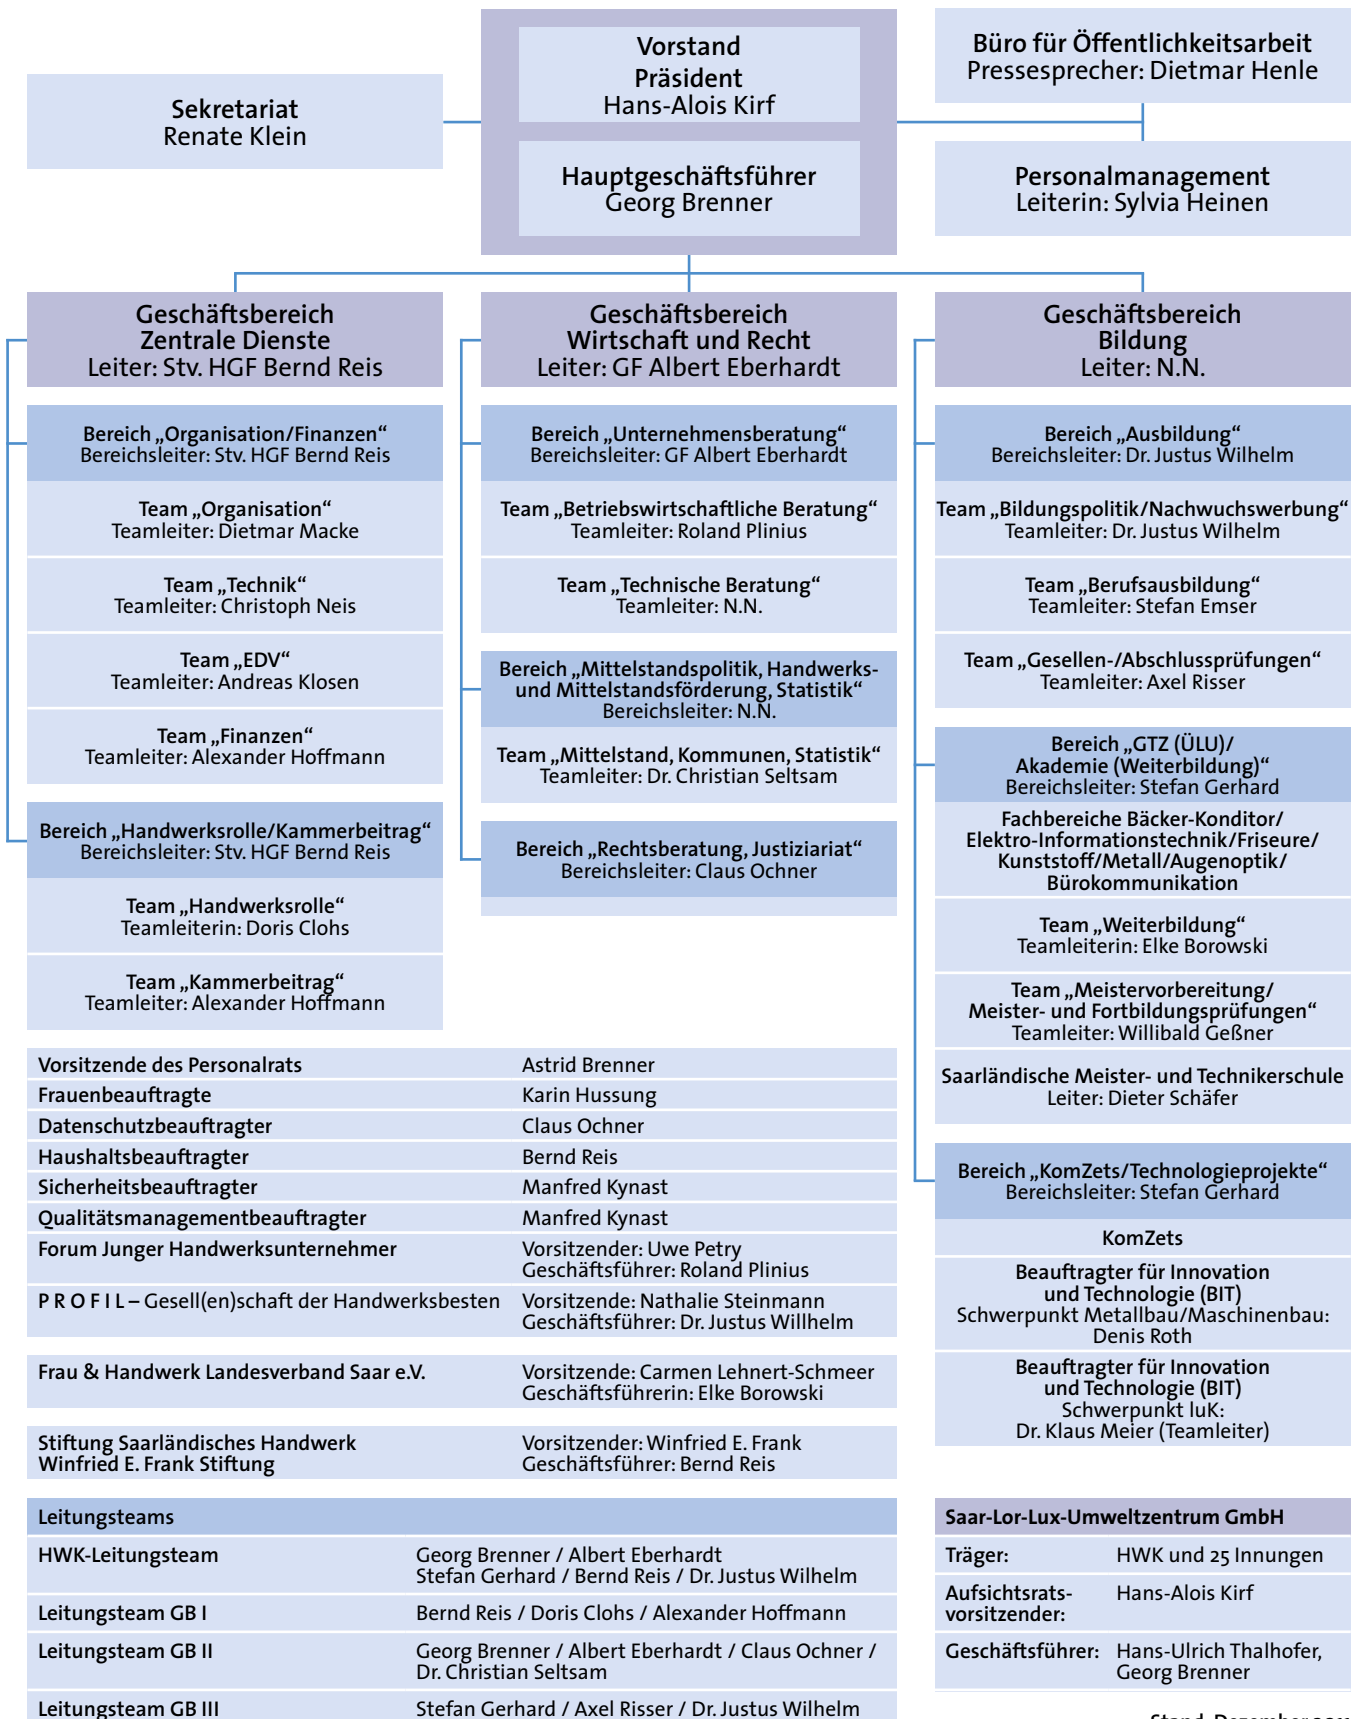 Vorstand
Präsident
Hans-Alois Kirf
Hauptgeschäftsführer
Georg Brenner
Sekretariat
Renate Klein
Büro für Öffentlichkeitsarbeit
Pressesprecher: Dietmar Henle
Personalmanagement
Leiterin: Sylvia Heinen
Geschäftsbereich
Zentrale Dienste
Leiter: Stv. HGF Bernd Reis
Bereich „Organisation/Finanzen“
Bereichsleiter: Stv. HGF Bernd Reis
Team „Organisation“
Teamleiter: Dietmar Macke
Team „Technik“
Teamleiter: Christoph Neis
Team „EDV“
Teamleiter: Andreas Klosen
Team „Finanzen“
Teamleiter: Alexander Hoffmann
Bereich „Handwerksrolle/Kammerbeitrag“
Bereichsleiter: Stv. HGF Bernd Reis
Team „Handwerksrolle“
Teamleiterin: Doris Clohs
Team „Kammerbeitrag“
Teamleiter: Alexander Hoffmann
Geschäftsbereich
Wirtschaft und Recht
Leiter: GF Albert Eberhardt
Bereich „Unternehmensberatung“
Bereichsleiter: GF Albert Eberhardt
Team „Betriebswirtschaftliche Beratung“
Teamleiter: Roland Plinius
Team „Technische Beratung“
Teamleiter: N.N.
Bereich „Mittelstandspolitik, Handwerks-
und Mittelstandsförderung, Statistik“
Bereichsleiter: N.N.
Team „Mittelstand, Kommunen, Statistik“
Teamleiter: Dr. Christian Seltsam
Bereich „Rechtsberatung, Justiziariat“
Bereichsleiter: Claus Ochner
Geschäftsbereich
Bildung
Leiter: N.N.
Bereich „Ausbildung“
Bereichsleiter: Dr. Justus Wilhelm
Team „Bildungspolitik/Nachwuchswerbung“
Teamleiter: Dr. Justus Wilhelm
Team „Berufsausbildung“
Teamleiter: Stefan Emser
Team „Gesellen-/Abschlussprüfungen“
Teamleiter: Axel Risser
Bereich „GTZ (ÜLU)/
Akademie (Weiterbildung)“
Bereichsleiter: Stefan Gerhard
Fachbereiche Bäcker-Konditor/
Elektro-Informationstechnik/Friseure/
Kunststoff/Metall/Augenoptik/
Bürokommunikation
Team „Weiterbildung“
Teamleiterin: Elke Borowski
Team „Meistervorbereitung/
Meister- und Fortbildungsprüfungen“
Teamleiter: Willibald Geßner
Saarländische Meister- und Technikerschule
Leiter: Dieter Schäfer
Bereich „KomZets/Technologieprojekte“
Bereichsleiter: Stefan Gerhard
KomZets
Beauftragter für Innovation
und Technologie (BIT)
Schwerpunkt Metallbau/Maschinenbau:
Denis Roth
Beauftragter für Innovation
und Technologie (BIT)
Schwerpunkt luK:
Dr. Klaus Meier (Teamleiter)
Vorsitzende des Personalrats Astrid Brenner
Frauenbeauftragte Karin Hussung
Datenschutzbeauftragter Claus Ochner
Haushaltsbeauftragter Bernd Reis
Sicherheitsbeauftragter Manfred Kynast
Qualitätsmanagementbeauftragter Manfred Kynast
Forum Junger Handwerksunternehmer Vorsitzender: Uwe Petry
Geschäftsführer: Roland Plinius
P R O F I L – Gesell(en)schaft der Handwerksbesten Vorsitzende: Nathalie Steinmann
Geschäftsführer: Dr. Justus Willhelm
Frau & Handwerk Landesverband Saar e.V. Vorsitzende: Carmen Lehnert-Schmeer
Geschäftsführerin: Elke Borowski
Stiftung Saarländisches Handwerk Vorsitzender: Winfried E. Frank
Winfried E. Frank Stiftung Geschäftsführer: Bernd Reis
Leitungsteams
HWK-Leitungsteam Georg Brenner / Albert Eberhardt
Stefan Gerhard / Bernd Reis / Dr. Justus Wilhelm
Leitungsteam GB I Bernd Reis / Doris Clohs / Alexander Hoffmann
Leitungsteam GB II Georg Brenner / Albert Eberhardt / Claus Ochner /
Dr. Christian Seltsam
Leitungsteam GB III Stefan Gerhard / Axel Risser / Dr. Justus Wilhelm
Saar-Lor-Lux-Umweltzentrum GmbH
Träger: HWK und 25 Innungen
Aufsichtsrats- Hans-Alois Kirf
vorsitzender:
Geschäftsführer: Hans-Ulrich Thalhofer,
Georg Brenner
Stand: Dezember